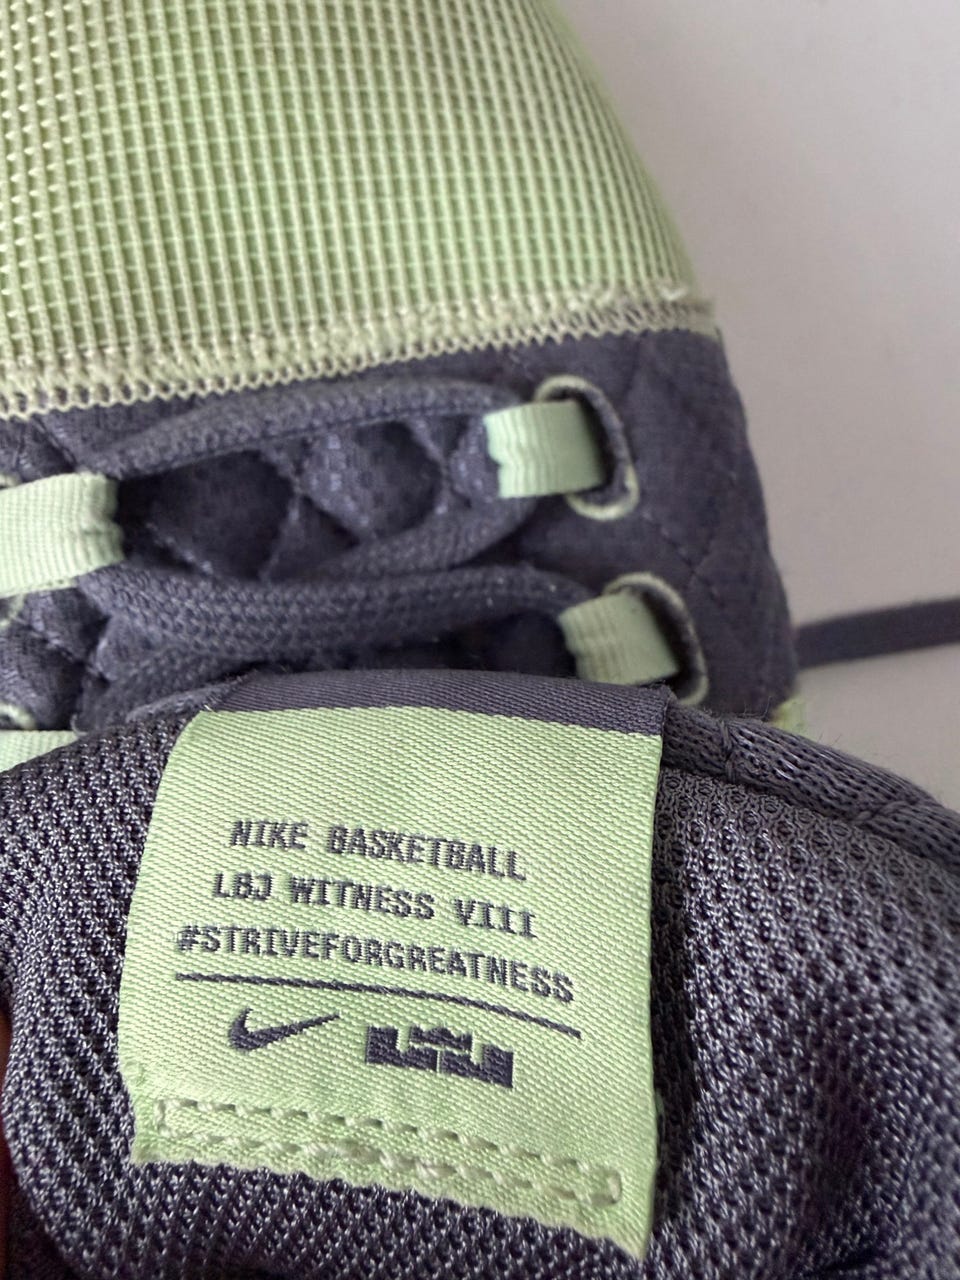 NIKE BASKETBALL
LBJ WITNESS VIII
#STRIVEFORGREATNESS